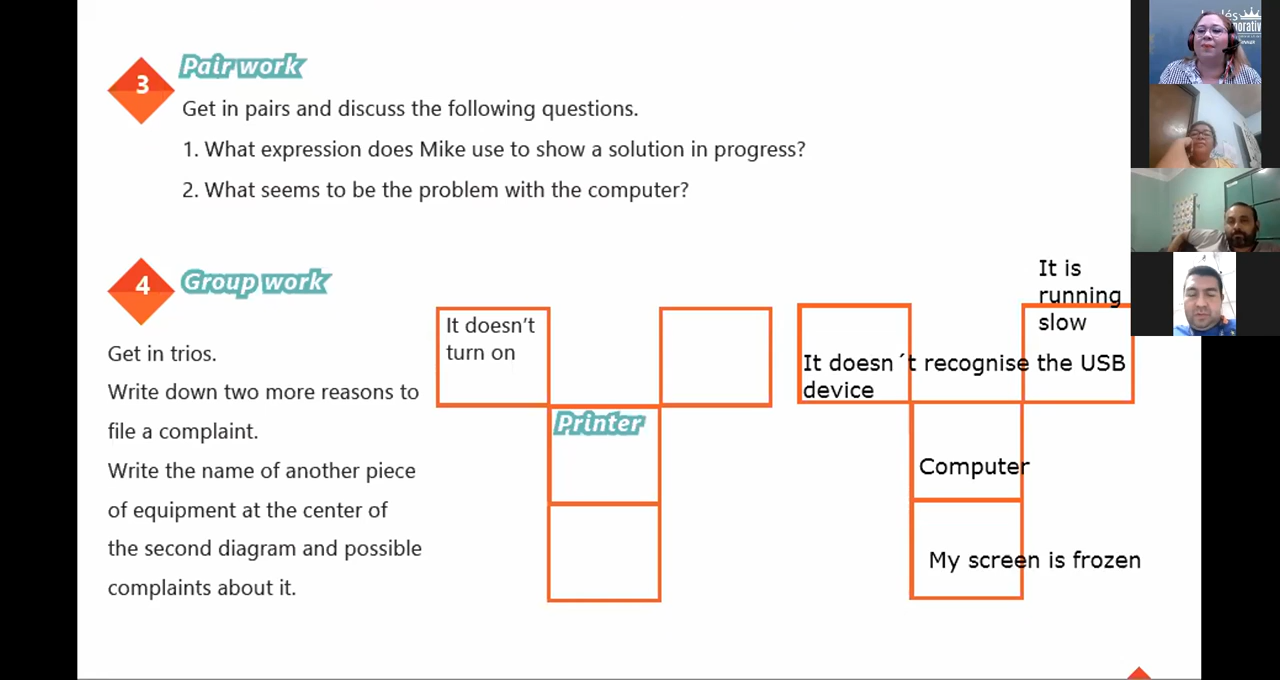 3
Pair work
Get in pairs and discuss the following questions.
1. What expression does Mike use to show a solution in progress?
2. What seems to be the problem with the computer?
4
Group work
Get in trios.
Write down two more reasons to
file a complaint.
Write the name of another piece
of equipment at the center of
the second diagram and possible
complaints about it.
It doesn’t
turn on
Printer
It is
running
slow
It doesn´t recognise the USB
device
Computer
My screen is frozen